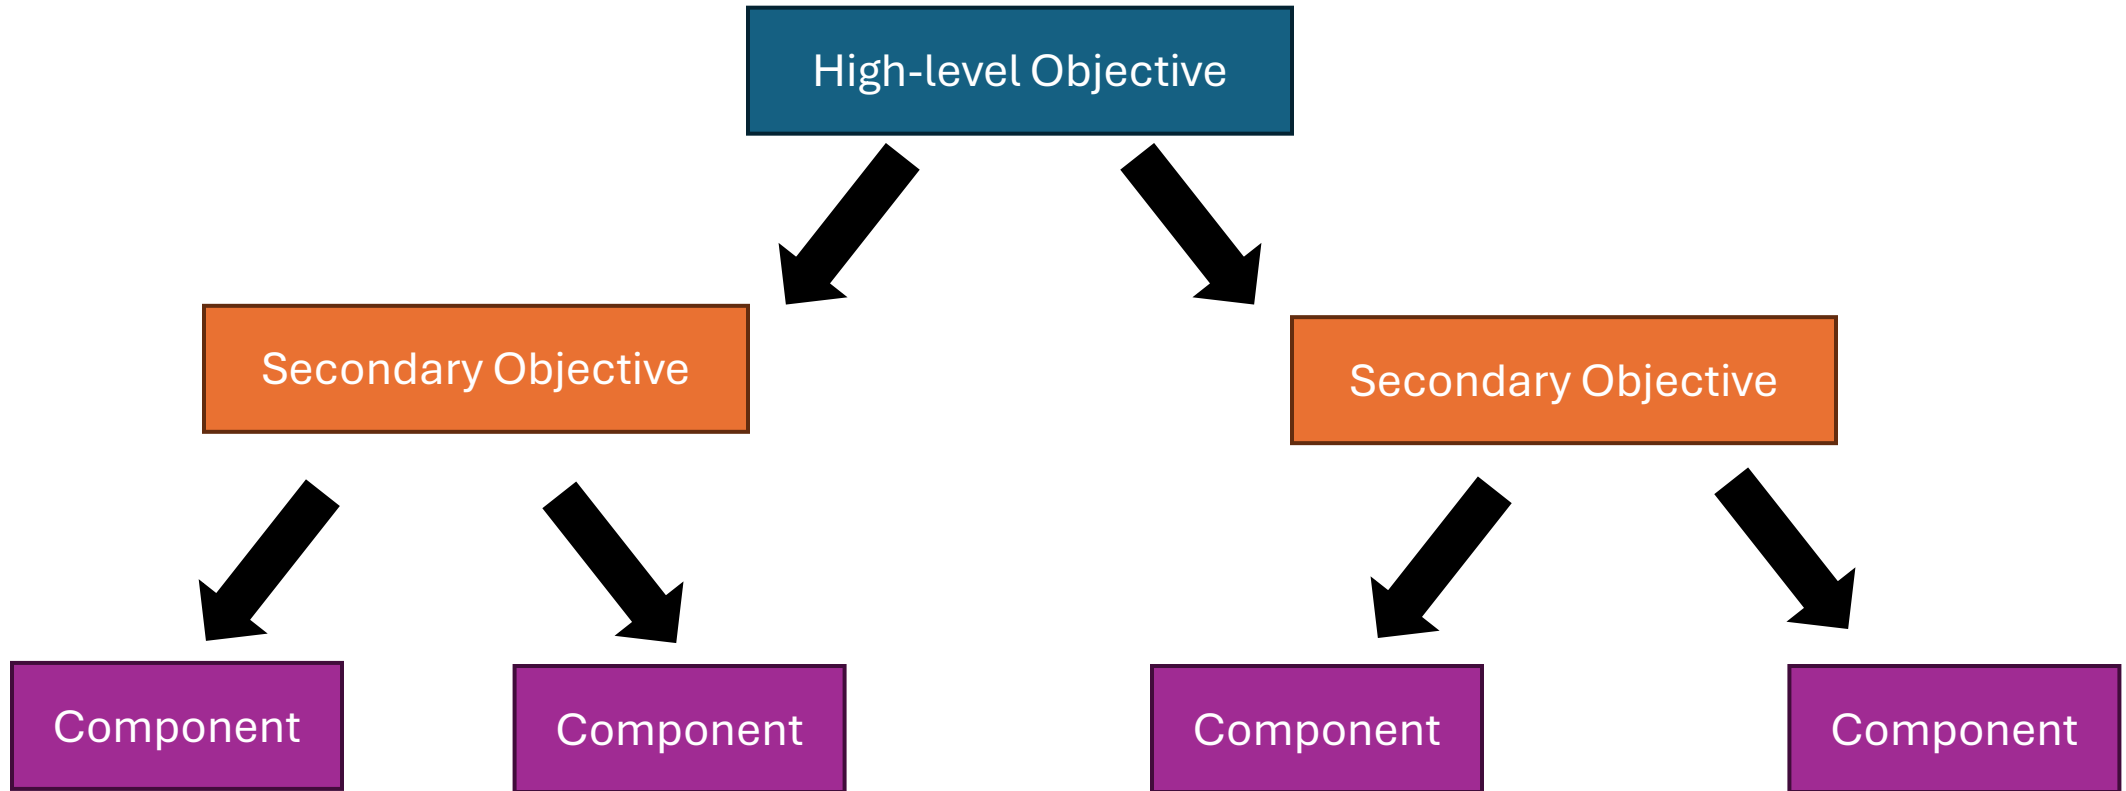 High-level Objective
Secondary Objective
Secondary Objective
Component
Component
Component
Component